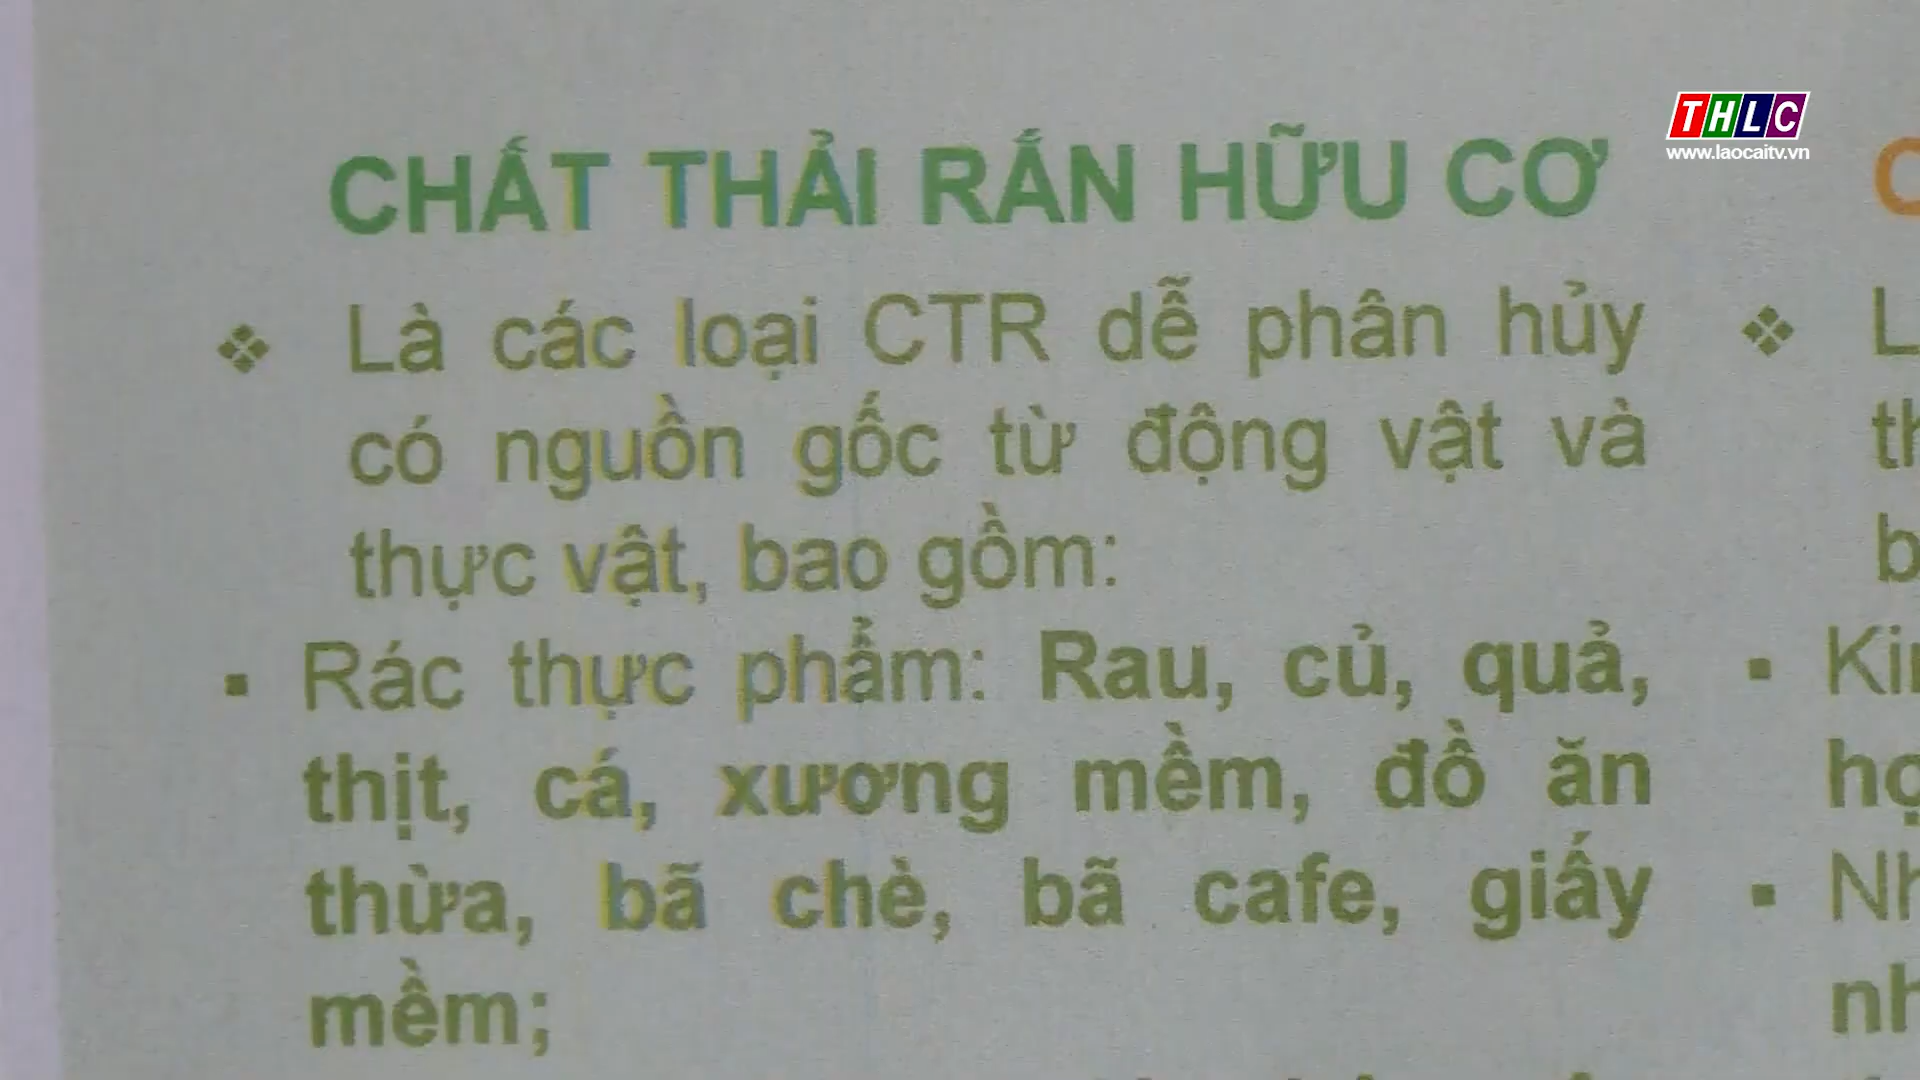 THLC
www.laocaitv.vn
CHẤT THẢI RẮN HỮU CƠ
❖ Là các loại CTR dễ phân hủy
có nguồn gốc từ động vật và
thực vật, bao gồm:
▪ Rác thực phẩm: Rau, củ, quả,
thịt, cá, xương mềm, đồ ăn
thừa, bã chè, bã cafe, giấy
mềm;